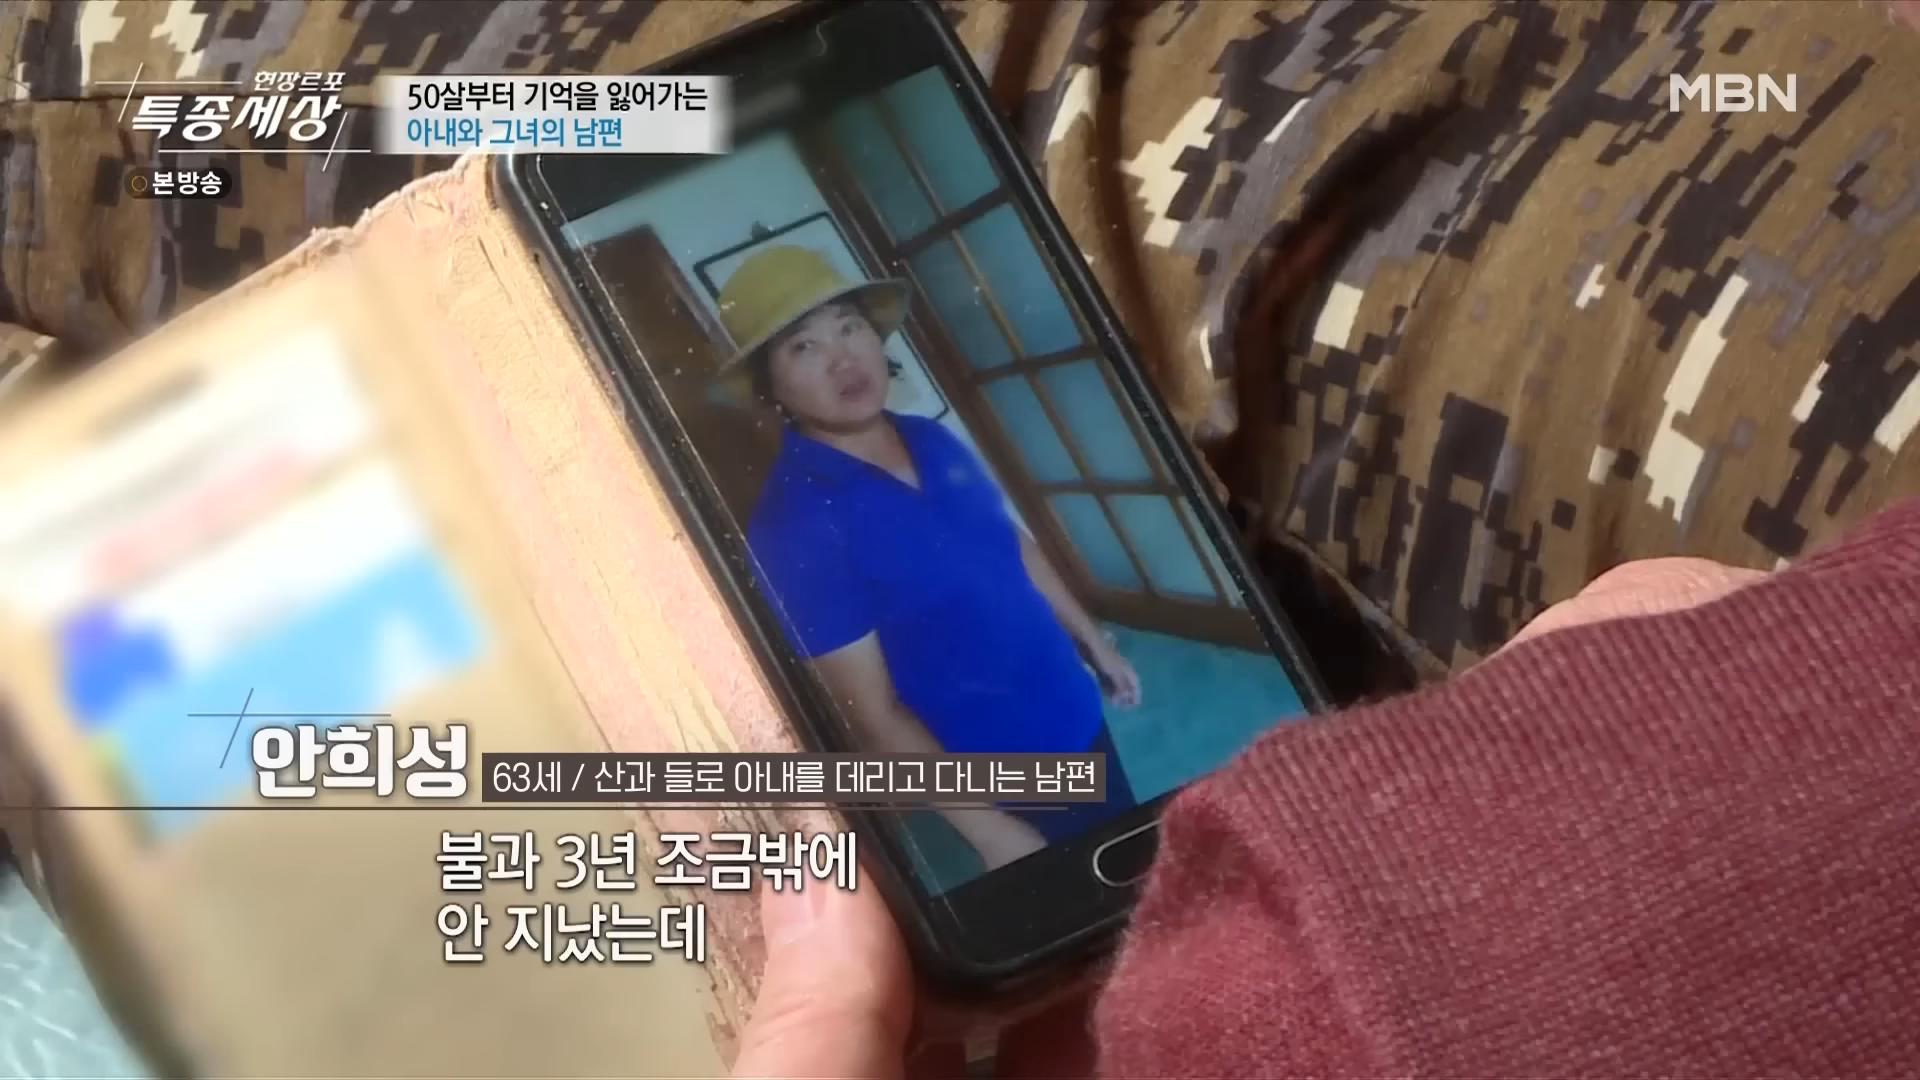 현장르포
특종세상
본방송
50살부터 기억을 잃어가는
아내와 그녀의 남편
MBN
안희성
63세 / 산과 들로 아내를 데리고 다니는 남편
불과 3년 조금밖에
안 지났는데